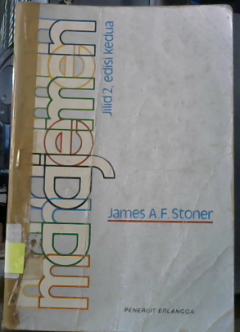 manajemen
Jilid 2, edisi kedua
James A.F. Stoner
PENERBIT ERLANGGA